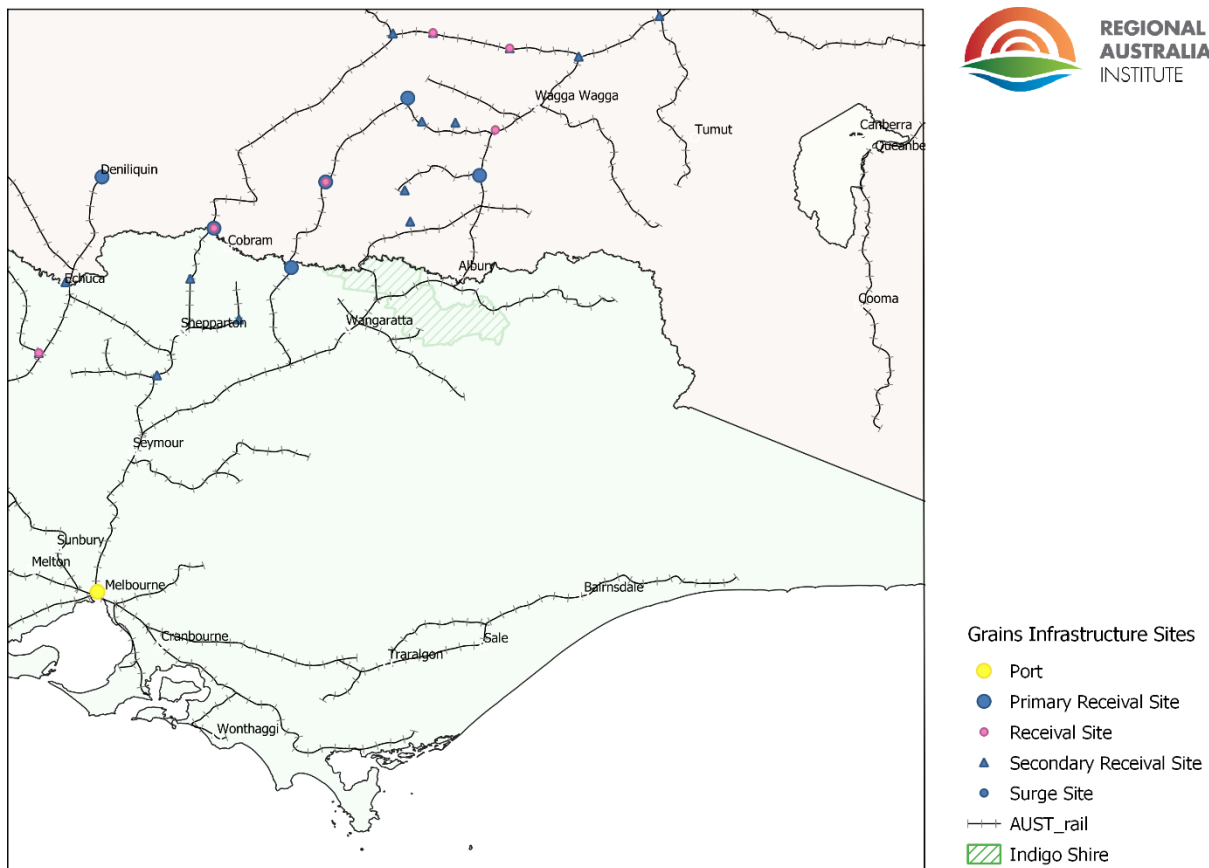 REGIONAL
AUSTRALIA
INSTITUTE
Wagga Wagga
Tumut
Canberra
Queanbe
Deniliquin
Cobram
Albury
Echuca
Cooma
Shepparton
Wangaratta
Seymour
Sunbury
Melton
Melbourne
Bairnsdale
Cranbourne
Sale
Traralgon
Wonthaggi
Grains Infrastructure Sites
Port
Primary Receival Site
Receival Site
Secondary Receival Site
Surge Site
AUST_rail
Indigo Shire